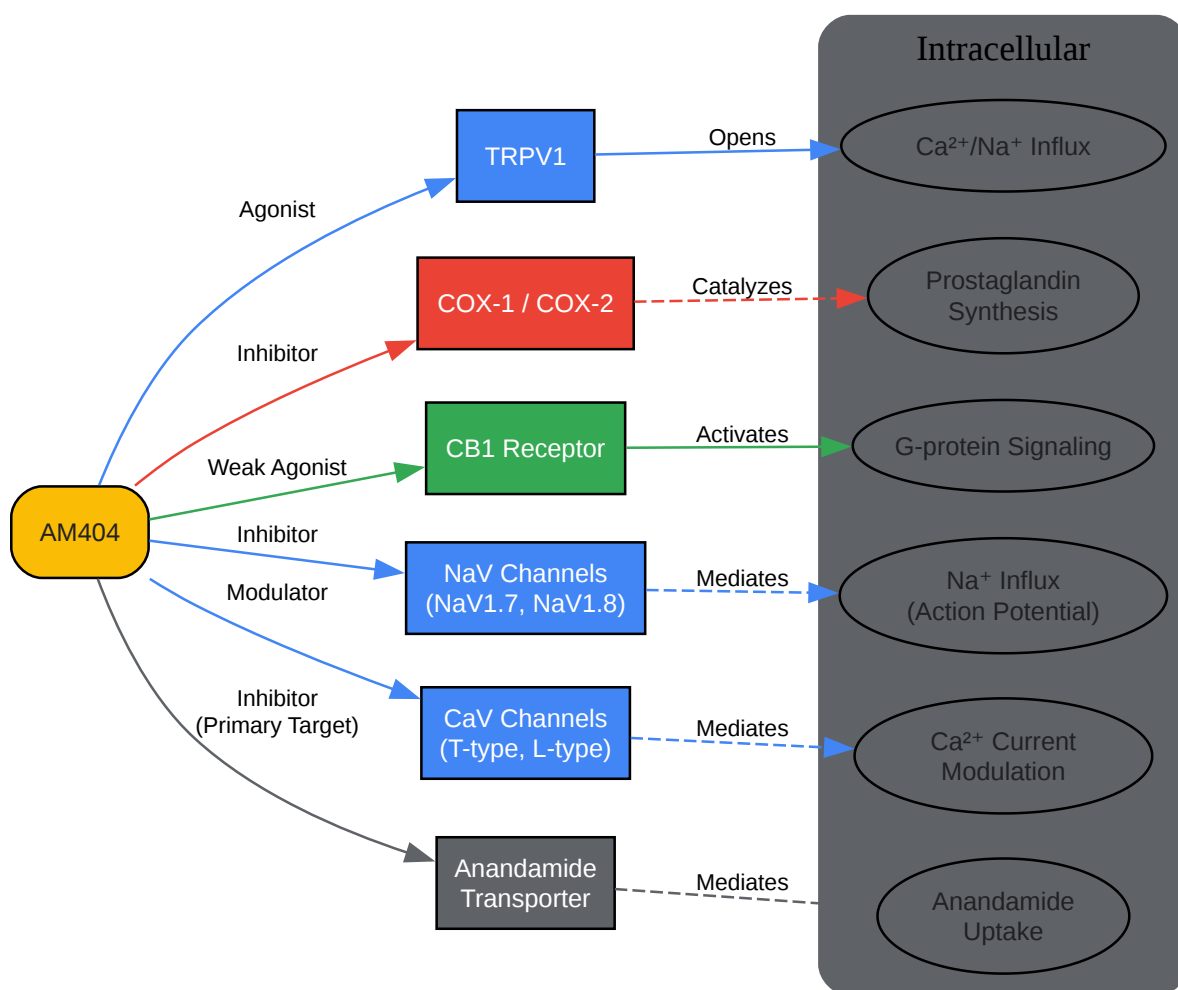 Intracellular
TRPV1
Opens
Ca²⁺/Na⁺ Influx
Agonist
COX-1 / COX-2
Catalyzes
Prostaglandin
Synthesis
Inhibitor
CB1 Receptor
Activates
G-protein Signaling
Weak Agonist
AM404
Inhibitor
NaV Channels
(NaV1.7, NaV1.8)
Mediates
Na⁺ Influx
(Action Potential)
Modulator
CaV Channels
(T-type, L-type)
Mediates
Ca²⁺ Current
Modulation
Inhibitor
(Primary Target)
Anandamide
Transporter
Mediates
Anandamide
Uptake